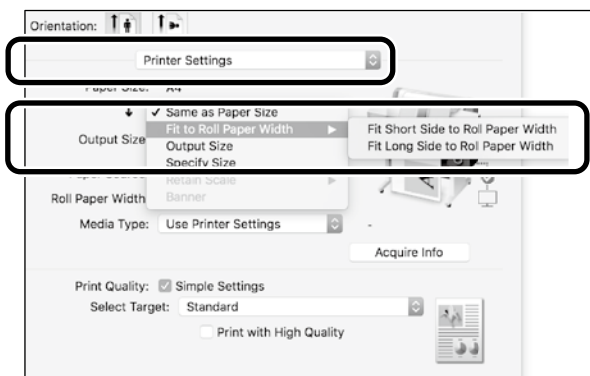 Orientation:
Printer Settings
Paper Size: A4
✓ Same as Paper Size
Fit to Roll Paper Width
Fit Short Side to Roll Paper Width
Output Size
Output Size
Fit Long Side to Rol Paper Width
Specify Size
Retain Scale
Roll Paper Width
Banner
Media Type: Use Printer Settings
-
Acquire Info
Print Quality: Simple Settings
Select Target: Standard
Print with High Quality